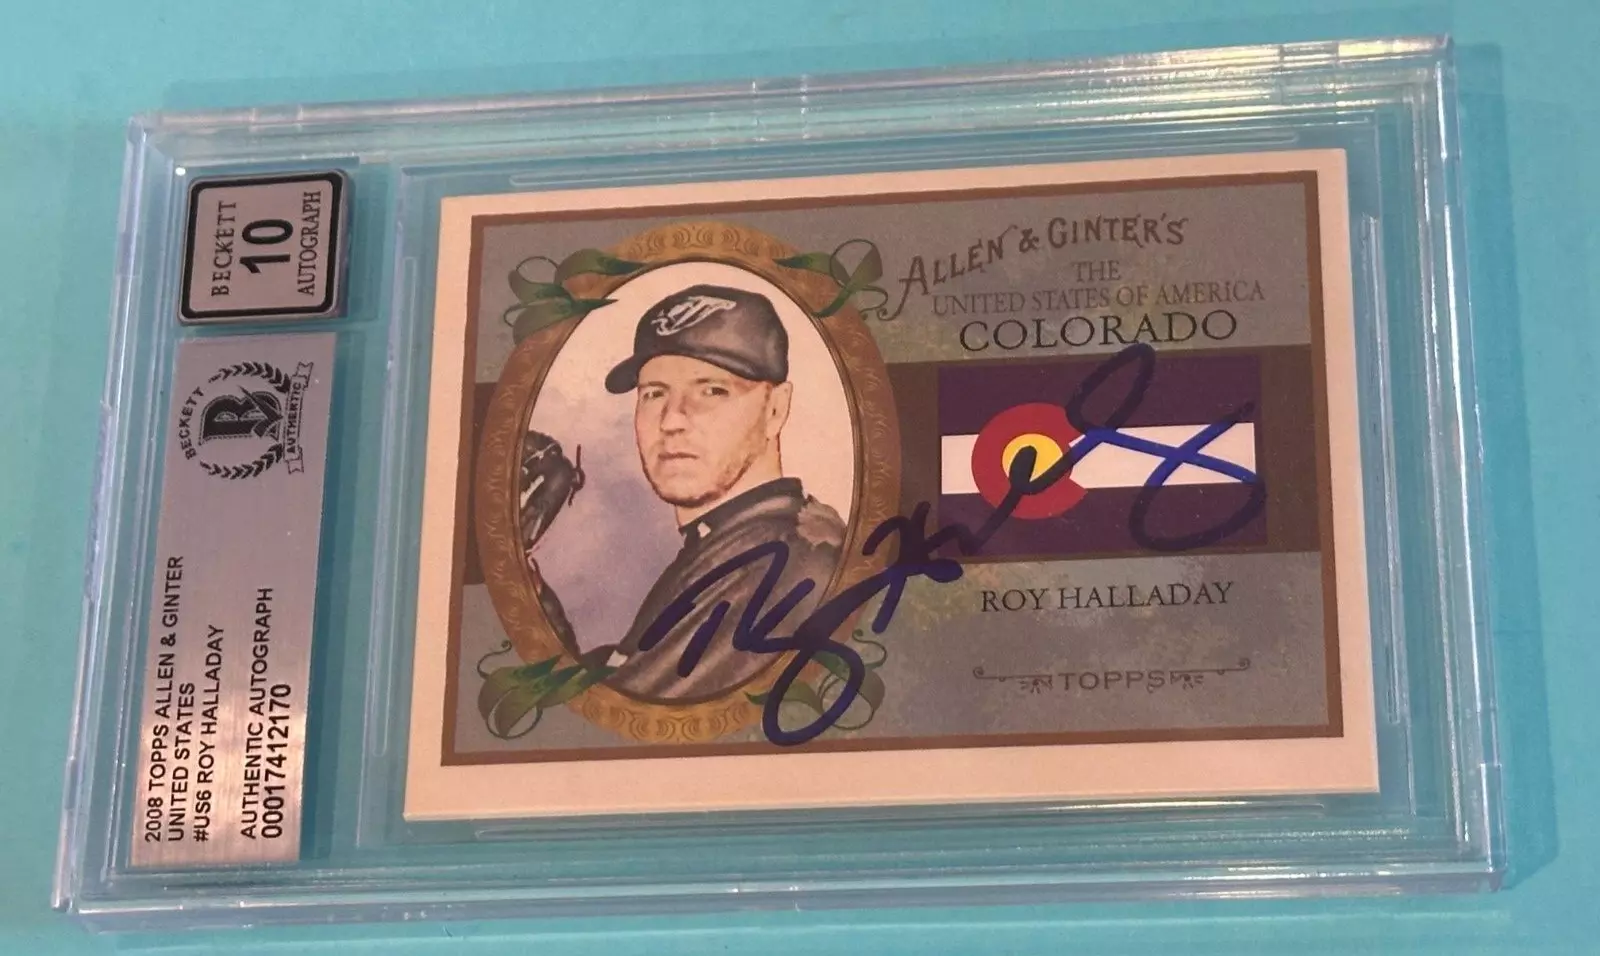 BECKETT
10
AUTOGRAPH
BECKETT
B
AUTHENTIC
2008 TOPPS ALLEN & GINTER
UNITED STATES
#US6 ROY HALLADAY
AUTHENTIC AUTOGRAPH
00017412170
ALLEN & GINTER'S
THE
UNITED STATES OF AMERICA
COLORADO
ROY HALLADAY
TOPPS